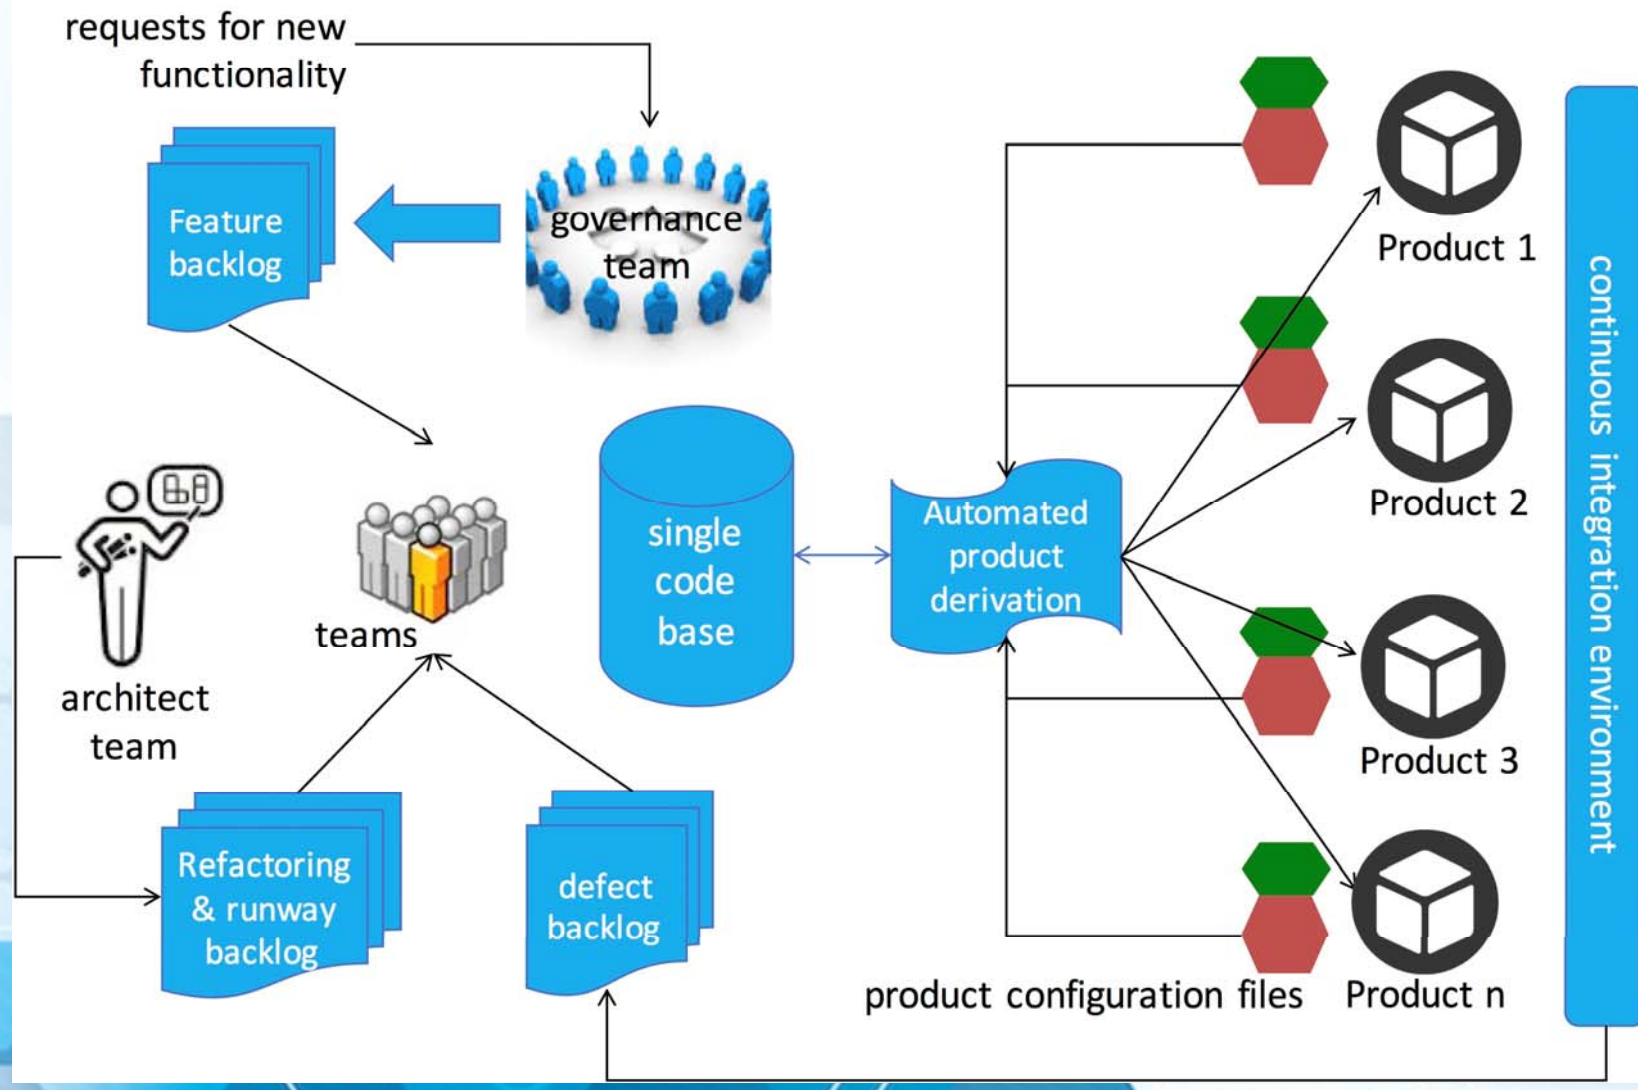 requests for new
functionality
Feature
backlog
governance
team
architect
team
teams
Refactoring
& runway
backlog
defect
backlog
single
code
base
Automated
product
derivation
product configuration files
Product 1
Product 2
Product 3
Product n
continuous integration environment